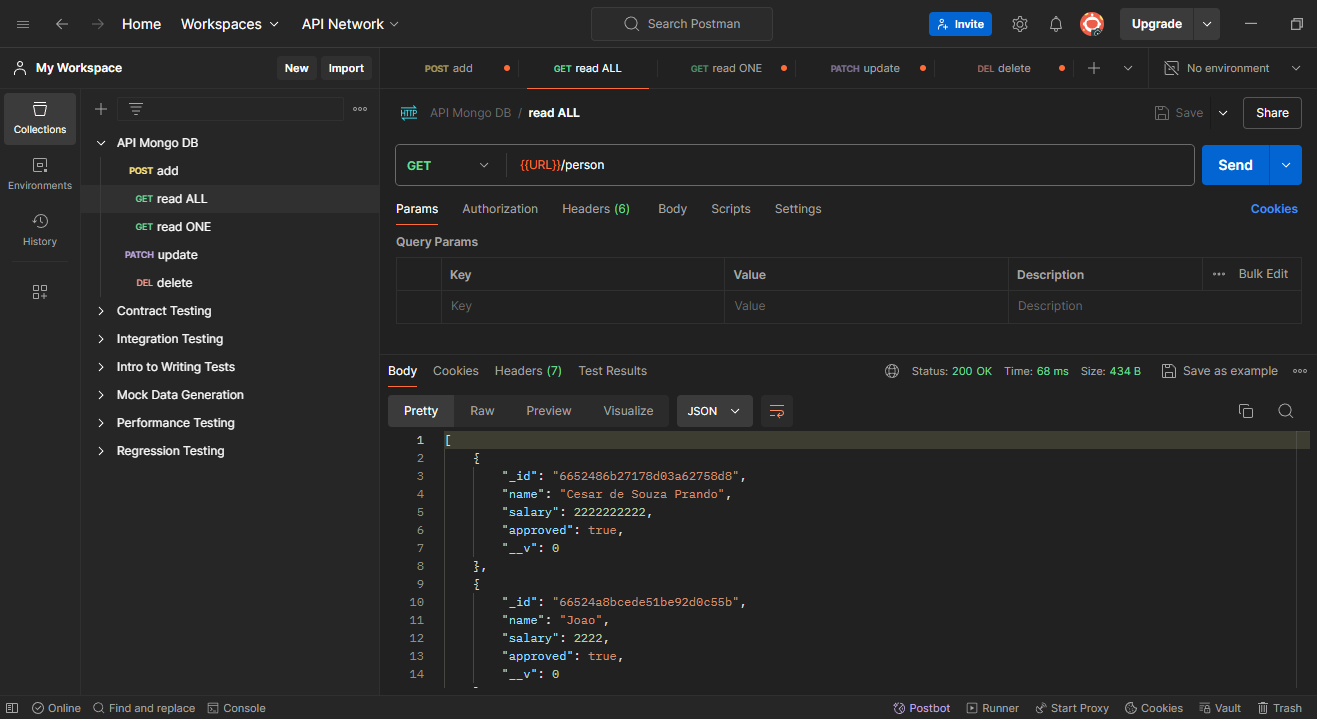 Home Workspaces API Network Search Postman Invite Upgrade
My Workspace New Import POST add GET read ALL GET read ONE PATCH update DEL delete No environment
Collections
Environments
History
API Mongo DB
POST add
GET read ALL
GET read ONE
PATCH update
DEL delete
Contract Testing
Integration Testing
Intro to Writing Tests
Mock Data Generation
Performance Testing
Regression Testing
HTTP API Mongo DB / read ALL Save Share
GET {{URL}}/person Send
Params Authorization Headers (6) Body Scripts Settings Cookies
Query Params
Key Value Description Bulk Edit
Key Value Description
Body Cookies Headers (7) Test Results Status: 200 OK Time: 68 ms Size: 434 B Save as example
Pretty Raw Preview Visualize JSON
1 [
2 {
3 "_id": "6652486b27178d03a62758d8",
4 "name": "Cesar de Souza Prando",
5 "salary": 2222222222,
6 "approved": true,
7 "__v": 0
8 },
9 {
10 "_id": "66524a8bcede51be92d0c55b",
11 "name": "Joao",
12 "salary": 2222,
13 "approved": true,
14 "__v": 0
Online Find and replace Console Postbot Runner Start Proxy Cookies Vault Trash